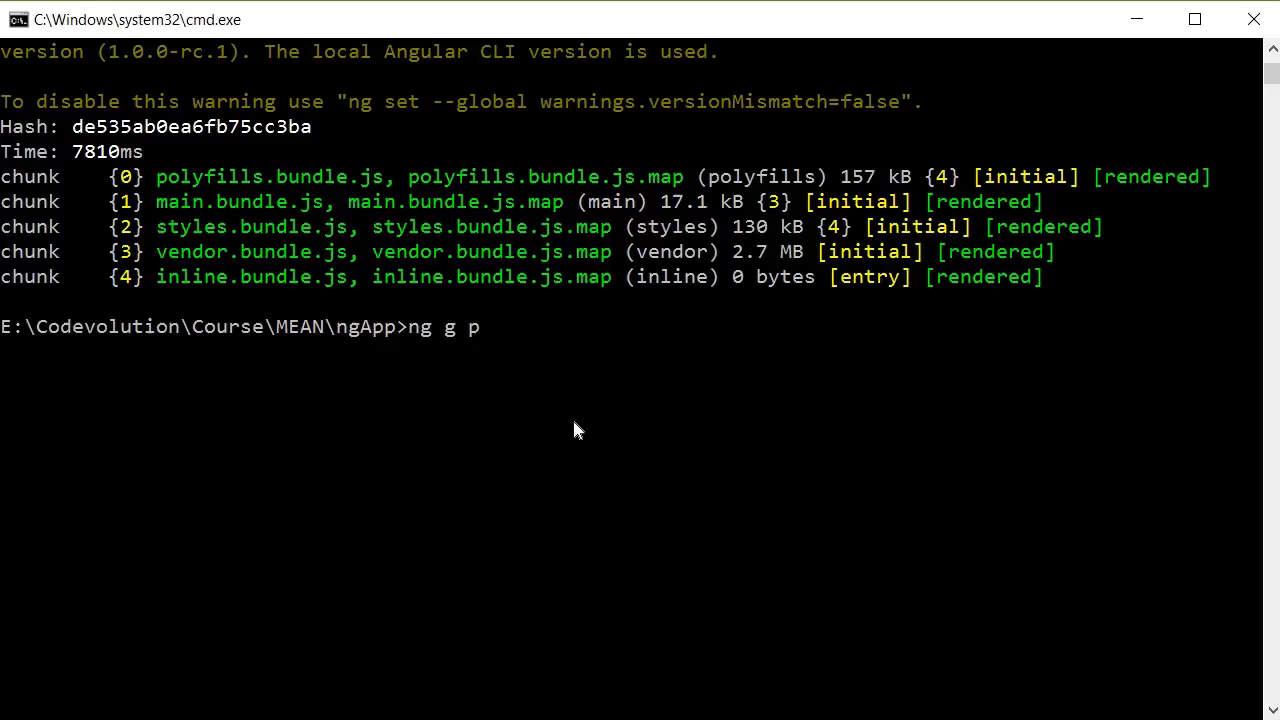 C:\Windows\system32\cmd.exe
version (1.0.0-rc.1). The local Angular CLI version is used.
To disable this warning use "ng set --global warnings.versionMismatch=false".
Hash: de535ab0ea6fb75cc3ba
Time: 7810ms
chunk    {0} polyfills.bundle.js, polyfills.bundle.js.map (polyfills) 157 kB {4} [initial] [rendered]
chunk    {1} main.bundle.js, main.bundle.js.map (main) 17.1 kB {3} [initial] [rendered]
chunk    {2} styles.bundle.js, styles.bundle.js.map (styles) 130 kB {4} [initial] [rendered]
chunk    {3} vendor.bundle.js, vendor.bundle.js.map (vendor) 2.7 MB [initial] [rendered]
chunk    {4} inline.bundle.js, inline.bundle.js.map (inline) 0 bytes [entry] [rendered]
E:\Codevolution\Course\MEAN\ngApp>ng g p